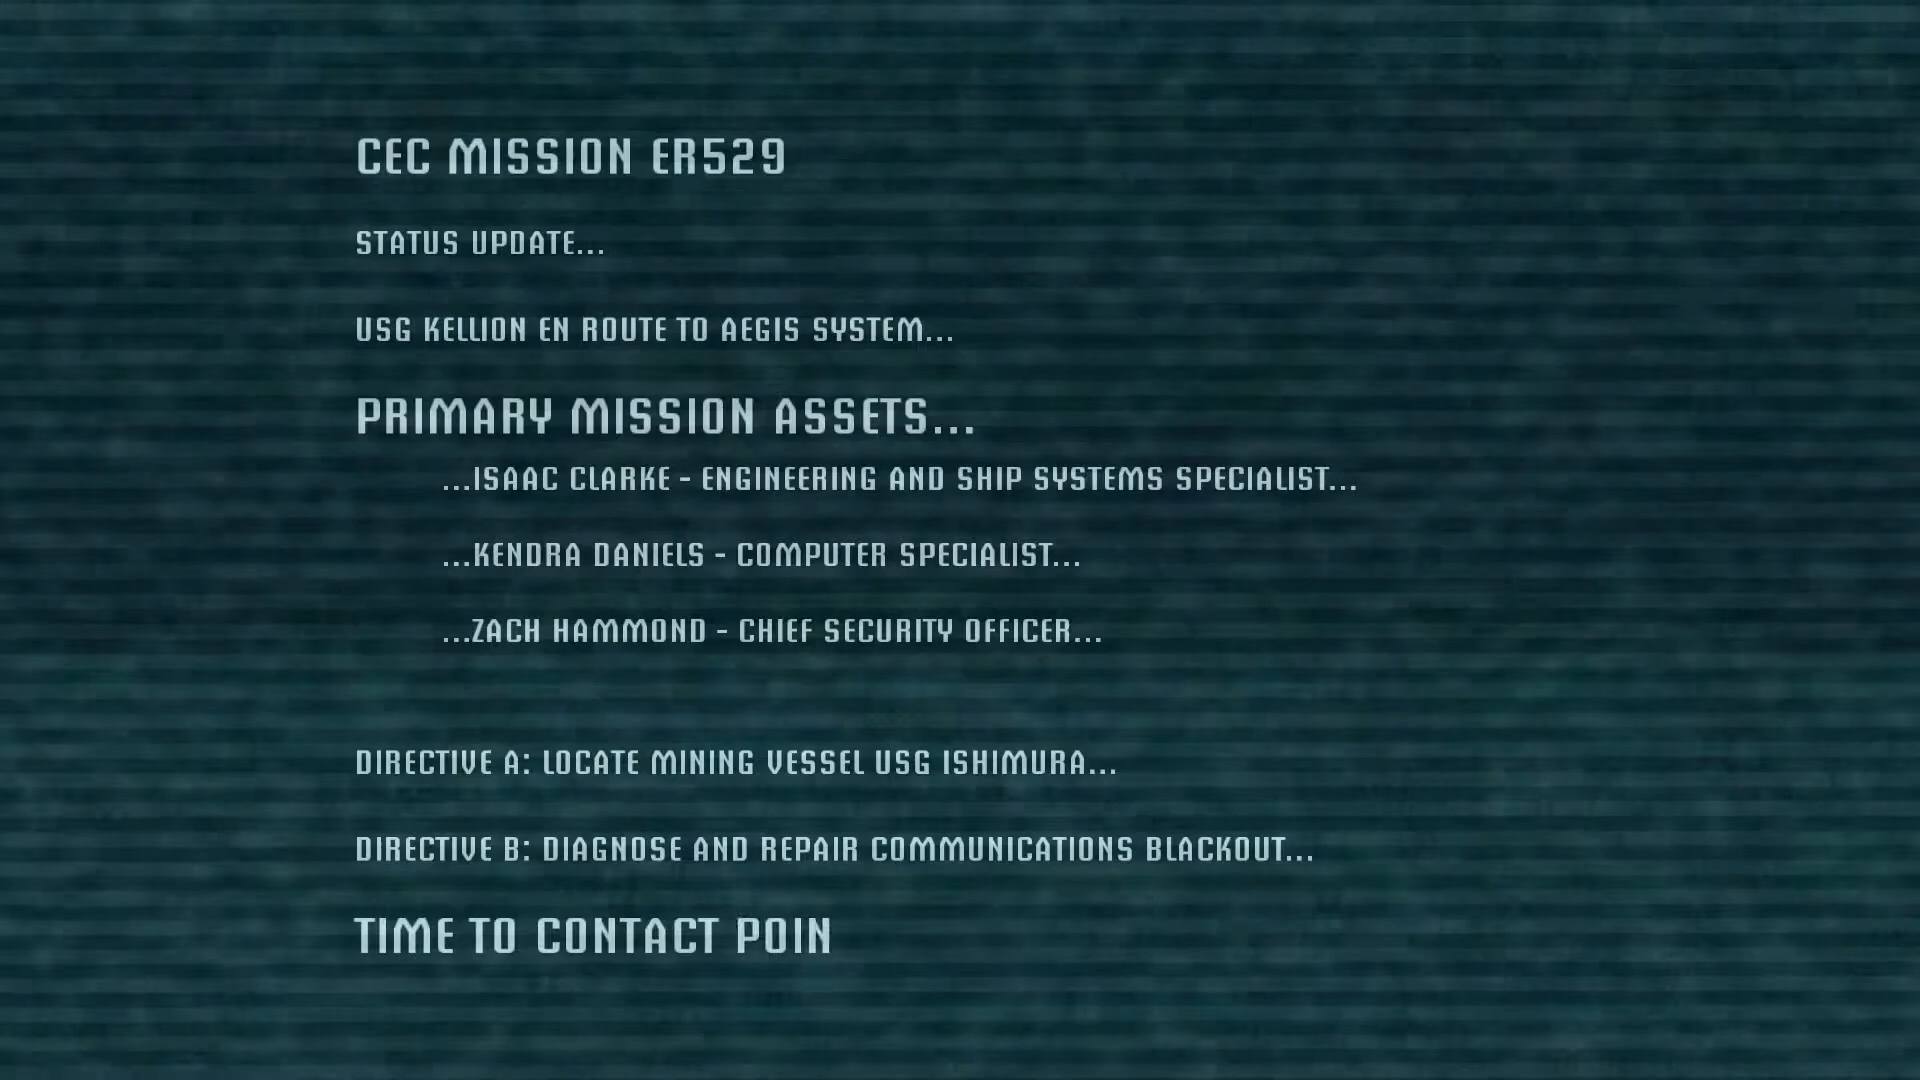 CEC MISSION ER529
STATUS UPDATE...
USG KELLION EN ROUTE TO AEGIS SYSTEM...
PRIMARY MISSION ASSETS...
...ISAAC CLARKE - ENGINEERING AND SHIP SYSTEMS SPECIALIST...
...KENDRA DANIELS - COMPUTER SPECIALIST...
...ZACH HAMMOND - CHIEF SECURITY OFFICER...
DIRECTIVE A: LOCATE MINING VESSEL USG ISHIMURA...
DIRECTIVE B: DIAGNOSE AND REPAIR COMMUNICATIONS BLACKOUT...
TIME TO CONTACT POIN